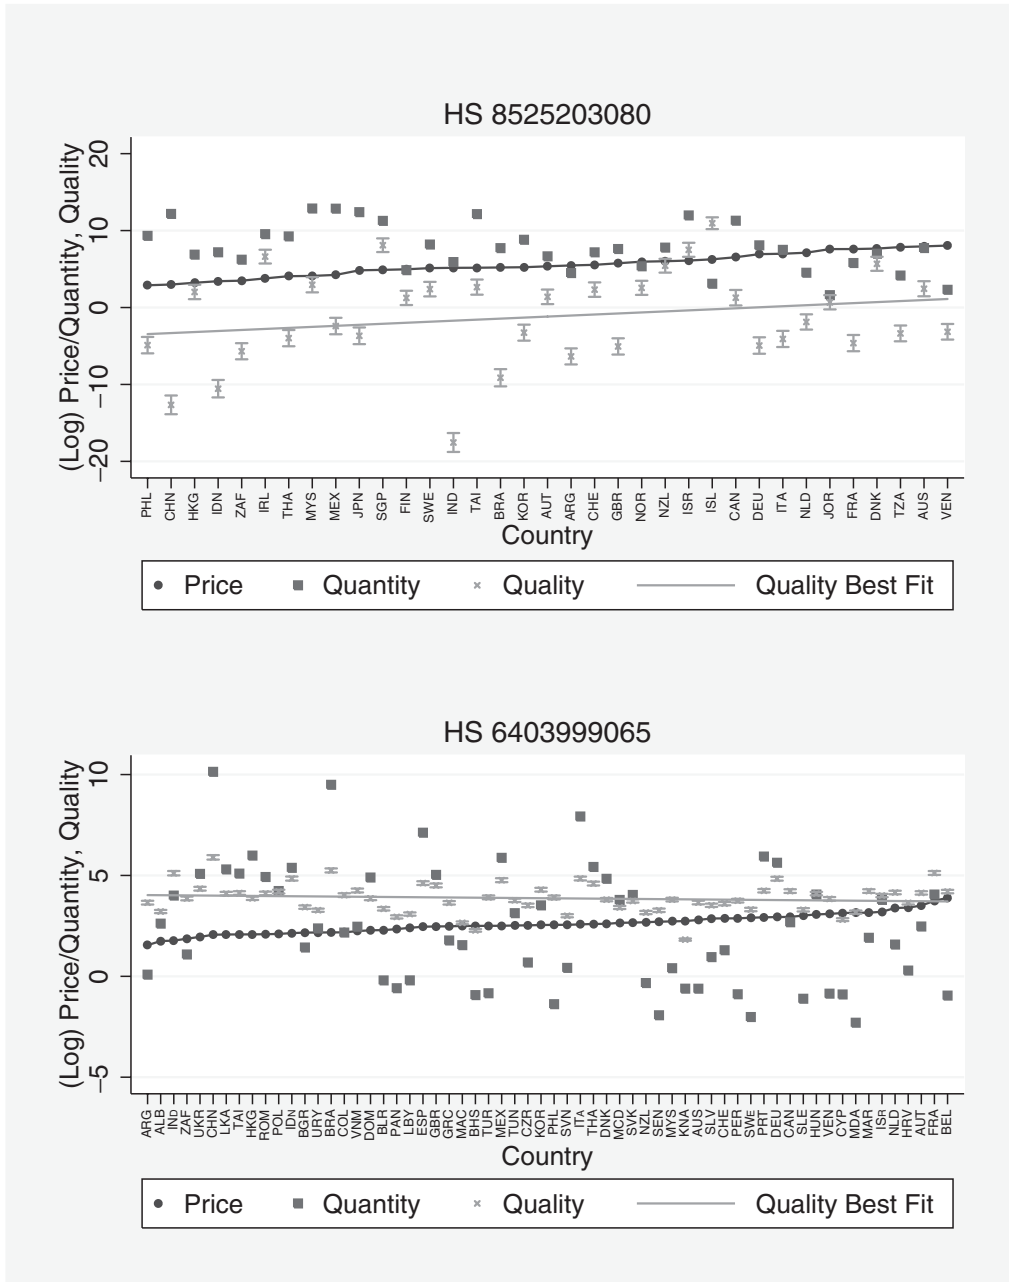 HS 8525203080
(Log) Price/Quantity, Quality
20
10
0
−10
−20
PHL CHN HKG IDN ZAF IRL THA MYS MEX JPN SGP FIN SWE IND TAI BRA KOR AUT ARG CHE GBR NOR NZL ISR ISL CAN DEU ITA NLD JOR FRA DNK TZA AUS VEN
Country
Price Quantity Quality Quality Best Fit
HS 6403999065
(Log) Price/Quantity, Quality
10
5
0
−5
ARG ALB IND ZAF UKR CHN LKA TAI HKG ROM POL IDN BGR URY BRA COL VNM DOM BLR PAN LBY ESP GBR GRC MAC BHS TUR MEX TUN CZR KOR PHL SVN ITA THA DNK MCD SVK NZL SEN MYS KNA AUS SLV CHE PER SWE PRT DEU CAN SLE HUN VEN CYP MDA MAR ISR NLD HRV AUT FRA BEL
Country
Price Quantity Quality Quality Best Fit